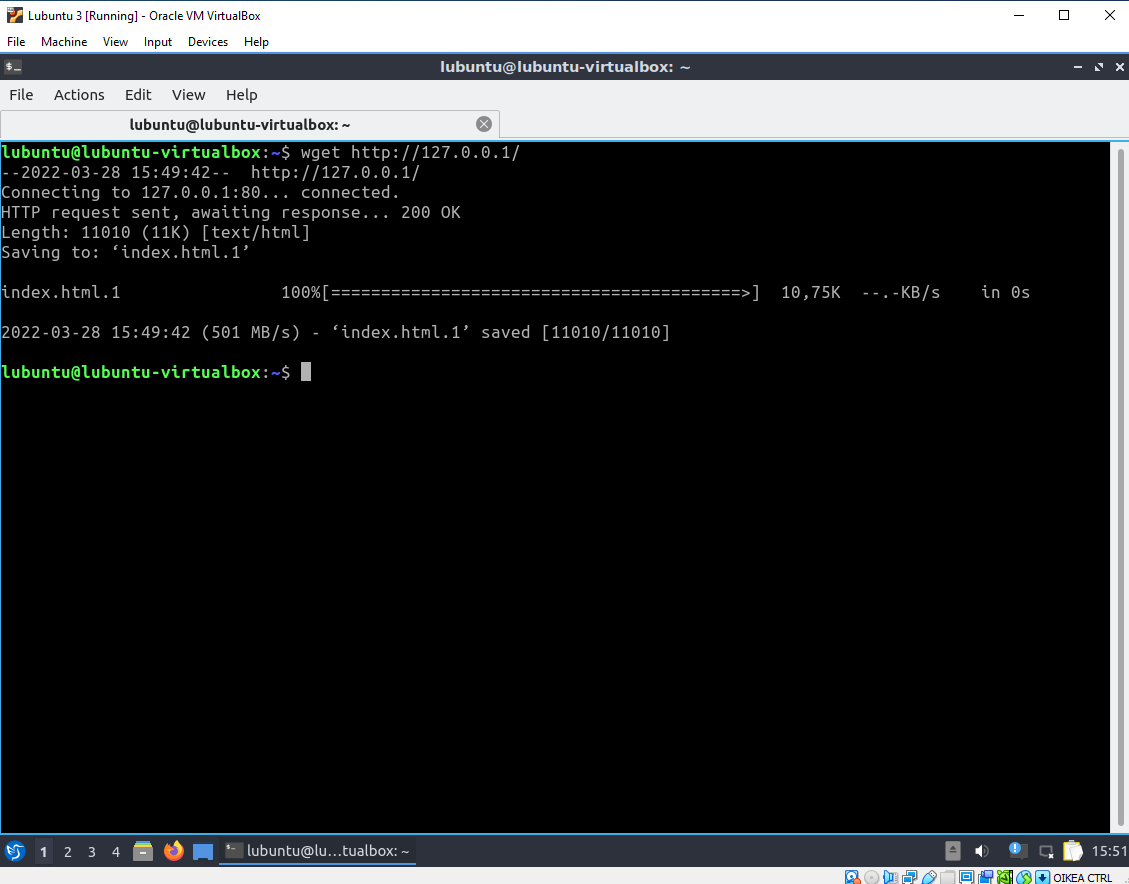 Lubuntu 3 [Running] - Oracle VM VirtualBox
File Machine View Input Devices Help
lubuntu@lubuntu-virtualbox: ~
File Actions Edit View Help
lubuntu@lubuntu-virtualbox: ~
lubuntu@lubuntu-virtualbox:~$ wget http://127.0.0.1/
--2022-03-28 15:49:42--  http://127.0.0.1/
Connecting to 127.0.0.1:80... connected.
HTTP request sent, awaiting response... 200 OK
Length: 11010 (11K) [text/html]
Saving to: ‘index.html.1’
index.html.1 100%[=========================================>] 10,75K --.-KB/s in 0s
2022-03-28 15:49:42 (501 MB/s) - ‘index.html.1’ saved [11010/11010]
lubuntu@lubuntu-virtualbox:~$
1 2 3 4 lubuntu@lu…tualbox: ~ 15:51
OIKEA CTRL